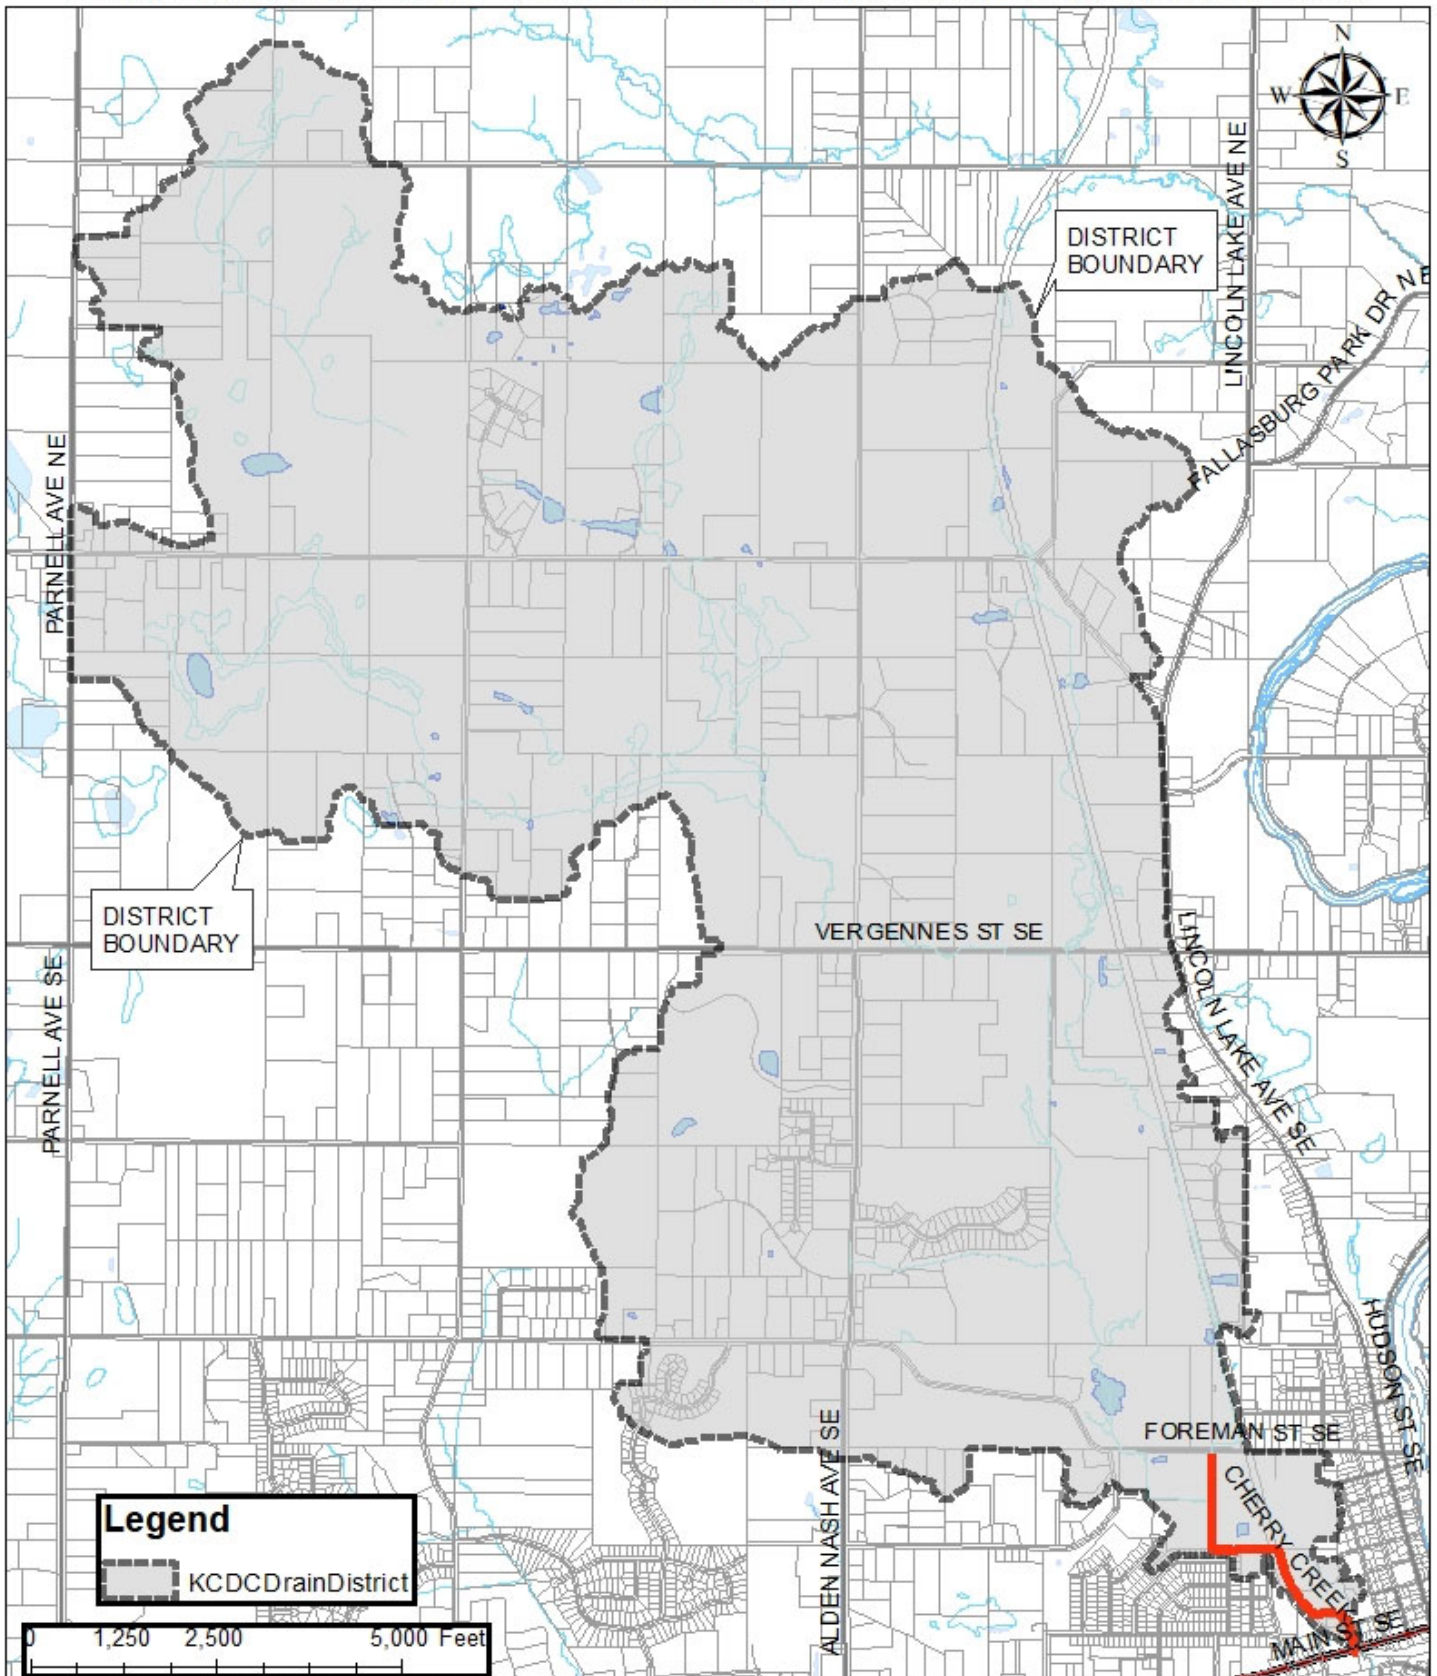 N
W E
S
LINCOLN LAKE AVE NE
DISTRICT
BOUNDARY
FALLASBURG PARK DR NE
PARNELL AVE NE
DISTRICT
BOUNDARY
VERGENNES ST SE
LINCOLN LAKE AVE SE
PARNELL AVE SE
HUDSON ST SE
FOREMAN ST SE
ALDEN NASH AVE SE
CHERRY CREEK
MAIN ST SE
Legend
KCDCDrainDistrict
0 1,250 2,500 5,000 Feet